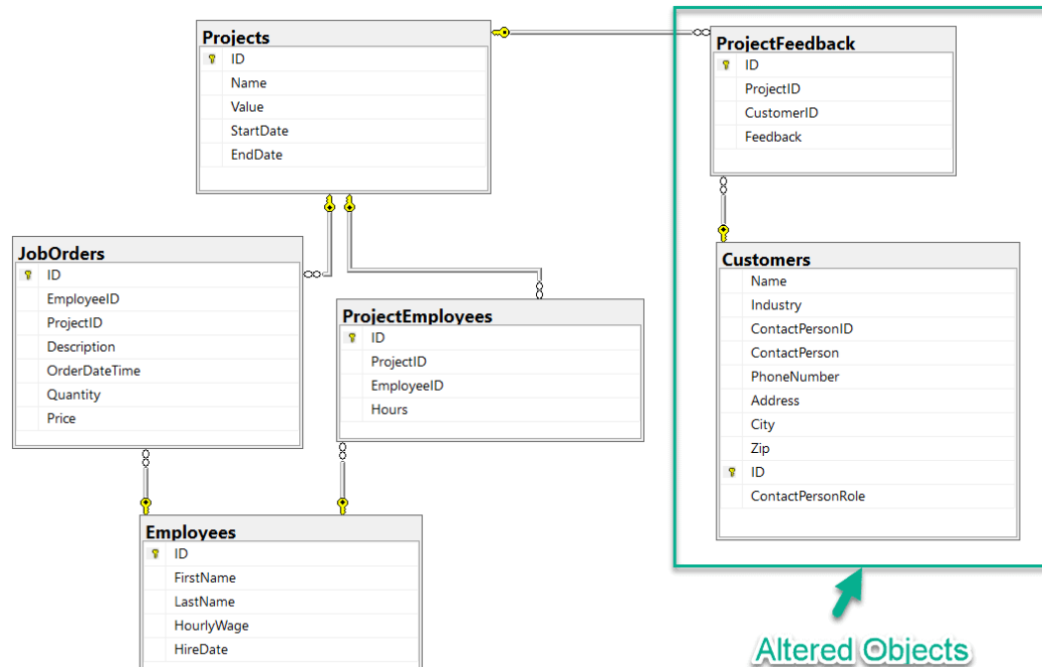 Projects
ID
Name
Value
StartDate
EndDate
ProjectFeedback
ID
ProjectID
CustomerID
Feedback
JobOrders
ID
EmployeeID
ProjectID
Description
OrderDateTime
Quantity
Price
ProjectEmployees
ID
ProjectID
EmployeeID
Hours
Customers
Name
Industry
ContactPersonID
ContactPerson
PhoneNumber
Address
City
Zip
ID
ContactPersonRole
Employees
ID
FirstName
LastName
HourlyWage
HireDate
Altered Objects